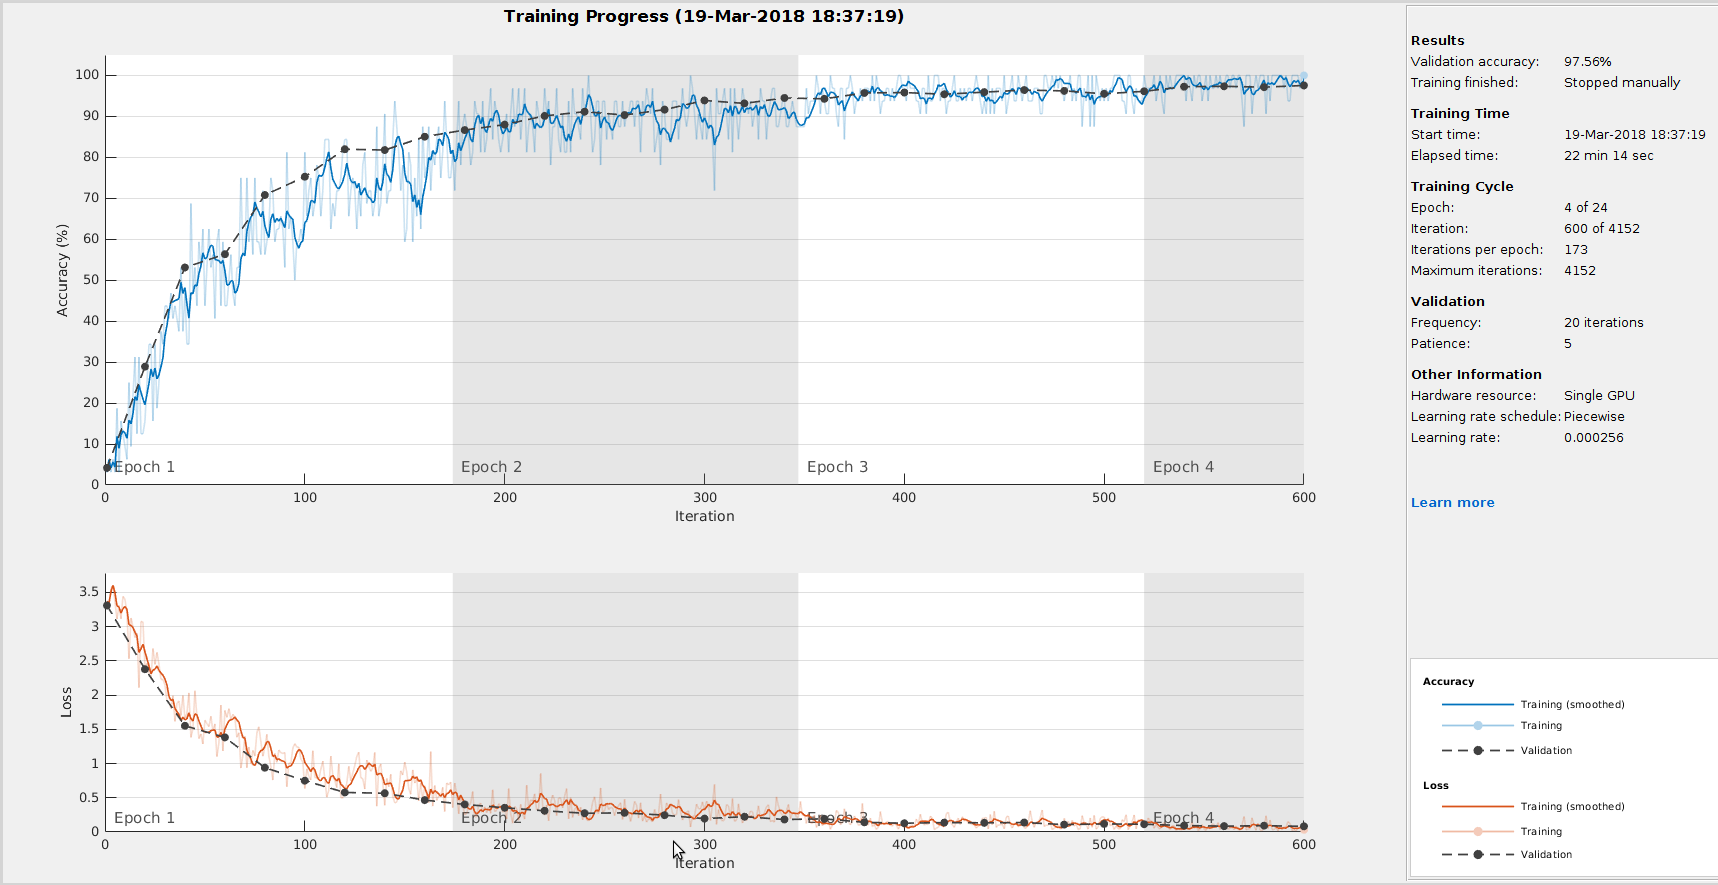 Training Progress (19-Mar-2018 18:37:19)
100
90
80
70
60
50
40
30
20
10
0
Accuracy (%)
Epoch 1
Epoch 2
Epoch 3
Epoch 4
0 100 200 300 400 500 600
Iteration
3.5
3
2.5
2
1.5
1
0.5
0
Loss
Epoch 1
Epoch 2
Epoch 3
Epoch 4
0 100 200 300 400 500 600
Iteration
Results
Validation accuracy: 97.56%
Training finished: Stopped manually
Training Time
Start time: 19-Mar-2018 18:37:19
Elapsed time: 22 min 14 sec
Training Cycle
Epoch: 4 of 24
Iteration: 600 of 4152
Iterations per epoch: 173
Maximum iterations: 4152
Validation
Frequency: 20 iterations
Patience: 5
Other Information
Hardware resource: Single GPU
Learning rate schedule: Piecewise
Learning rate: 0.000256
Learn more
Accuracy
Training (smoothed)
Training
Validation
Loss
Training (smoothed)
Training
Validation